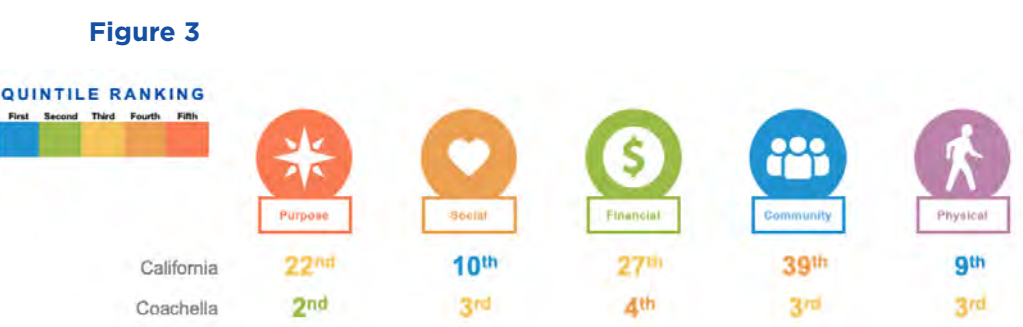 Figure 3
QUINTILE RANKING
First Second Third Fourth Fifth
$
Purpose Social Financial Community Physical
California 22nd 10th 27th 39th 9th
Coachella 2nd 3rd 4th 3rd 3rd